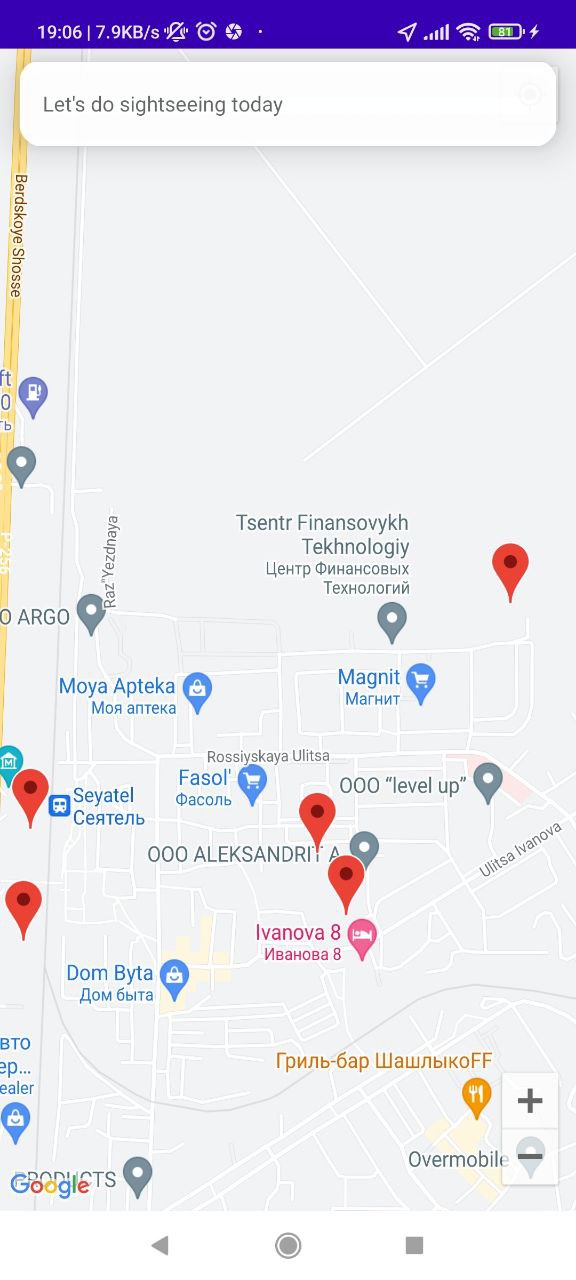 19:06 | 7.9KB/s
81
Let's do sightseeing today
Berdskoye Shosse
ft
0
ть
P-256
Raz"Yezdnaya
Tsentr Finansovykh
Tekhnologiy
Центр Финансовых
Технологий
O ARGO
Moya Apteka
Моя аптека
Magnit
Магнит
Rossiyskaya Ulitsa
Fasol'
Фасоль
OOO “level up”
Seyatel
Сеятель
Ulitsa Ivanova
OOO ALEKSANDRIT A
Ivanova 8
Иванова 8
Dom Byta
Дом быта
вто
ер...
ealer
Гриль-бар ШашлыкоFF
Overmobile
PRODUCTS
Google